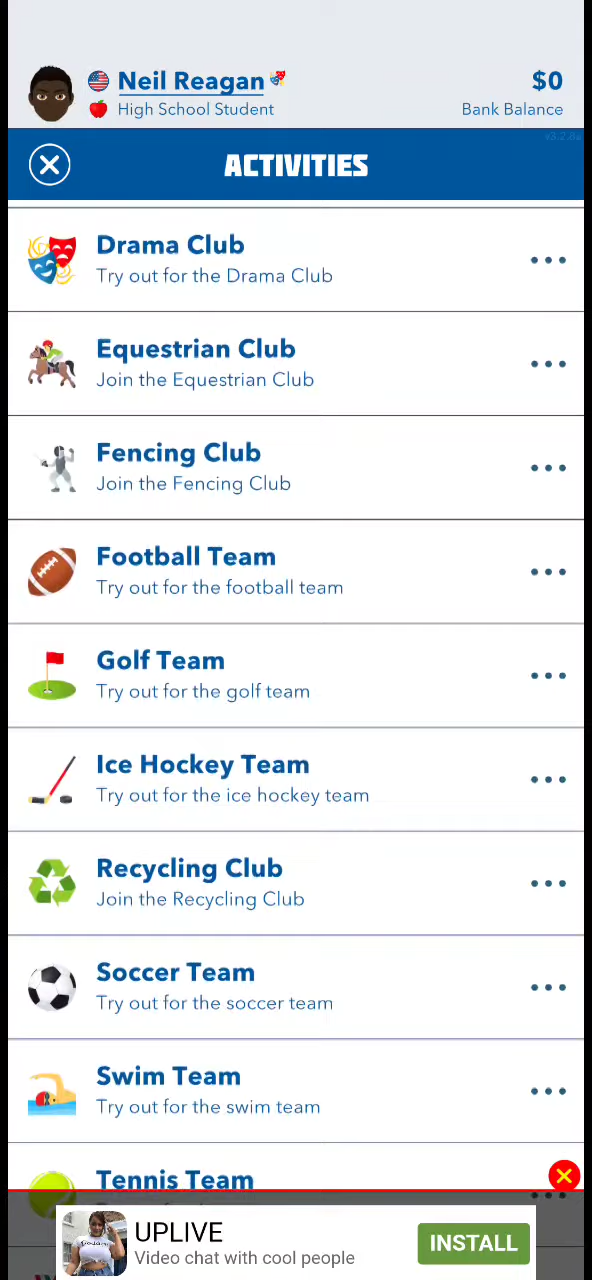 Neil Reagan
$0
High School Student
Bank Balance
v3.2.8a
ACTIVITIES
Drama Club
Try out for the Drama Club
Equestrian Club
Join the Equestrian Club
Fencing Club
Join the Fencing Club
Football Team
Try out for the football team
Golf Team
Try out for the golf team
Ice Hockey Team
Try out for the ice hockey team
Recycling Club
Join the Recycling Club
Soccer Team
Try out for the soccer team
Swim Team
Try out for the swim team
Tennis Team
UPLIVE
Video chat with cool people
INSTALL